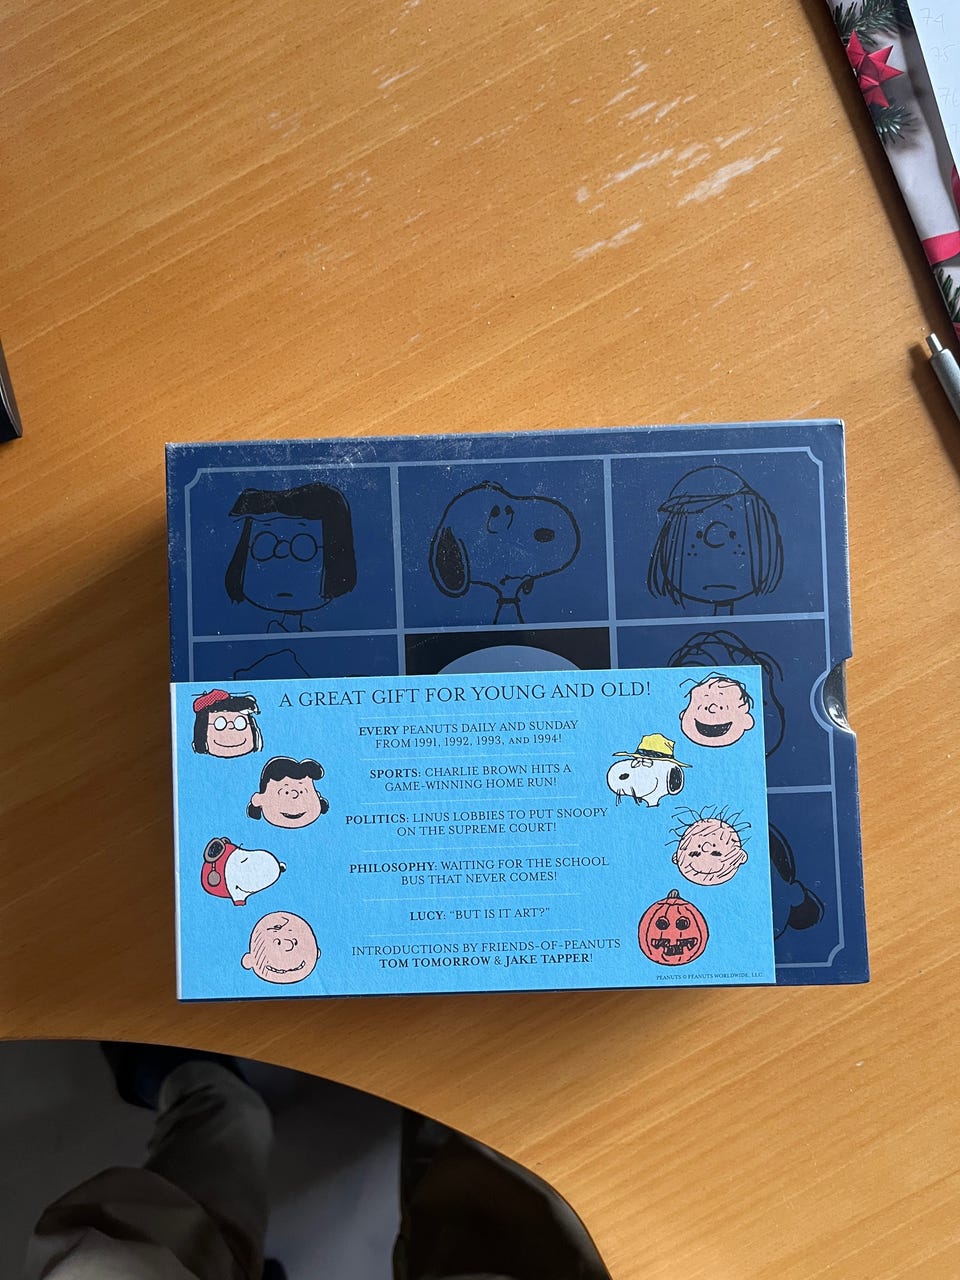 A GREAT GIFT FOR YOUNG AND OLD!
EVERY PEANUTS DAILY AND SUNDAY
FROM 1991, 1992, 1993, AND 1994!
SPORTS: CHARLIE BROWN HITS A
GAME-WINNING HOME RUN!
POLITICS: LINUS LOBBIES TO PUT SNOOPY
ON THE SUPREME COURT!
PHILOSOPHY: WAITING FOR THE SCHOOL
BUS THAT NEVER COMES!
LUCY: “BUT IS IT ART?”
INTRODUCTIONS BY FRIENDS-OF-PEANUTS
TOM TOMORROW & JAKE TAPPER!
PEANUTS © PEANUTS WORLDWIDE, LLC.
74
75
76